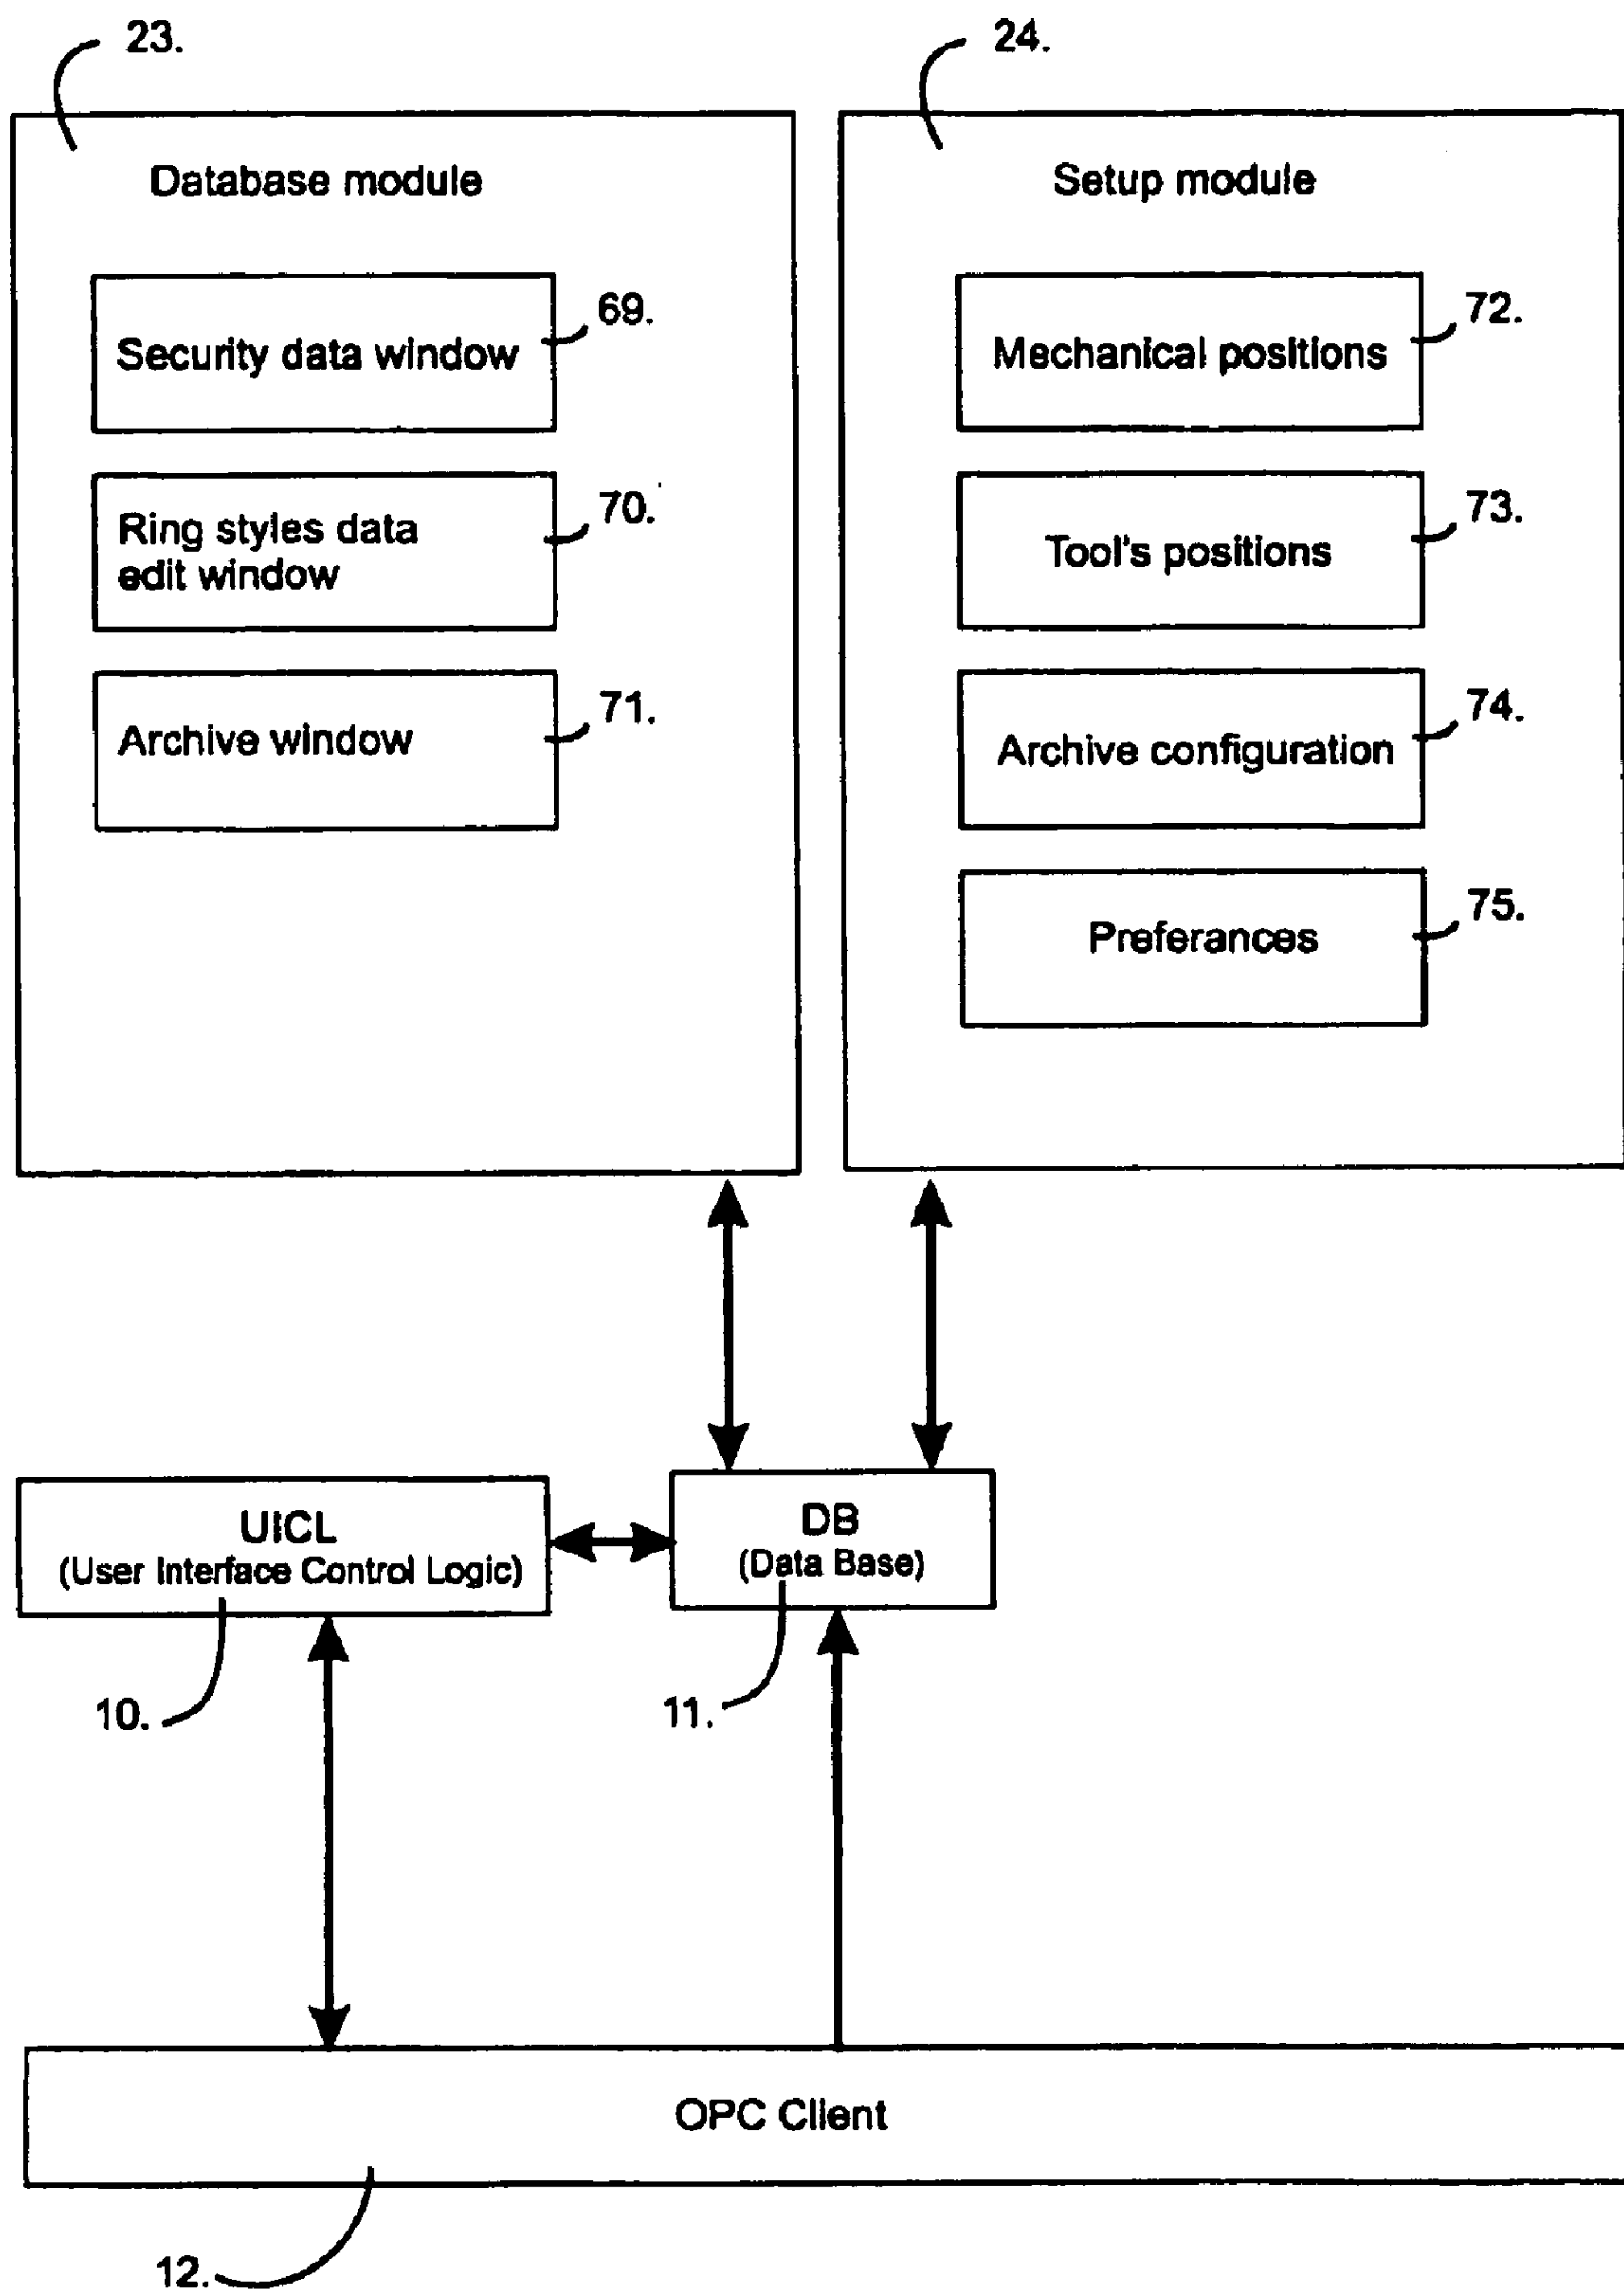 23.
24.
Database module
Setup module
Security data window
69.
Ring styles data
edit window
70.
Archive window
71.
Mechanical positions
72.
Tool's positions
73.
Archive configuration
74.
Preferances
75.
UICL
(User Interface Control Logic)
DB
(Data Base)
10.
11.
OPC Client
12.